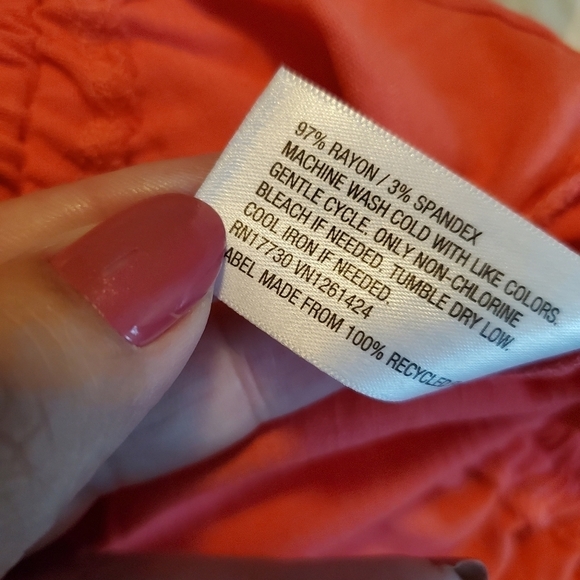 97% RAYON / 3% SPANDEX
MACHINE WASH COLD WITH LIKE COLORS.
GENTLE CYCLE. ONLY NON-CHLORINE
BLEACH IF NEEDED. TUMBLE DRY LOW.
COOL IRON IF NEEDED.
RN17730 VN1261424
ABEL MADE FROM 100% RECYCLED